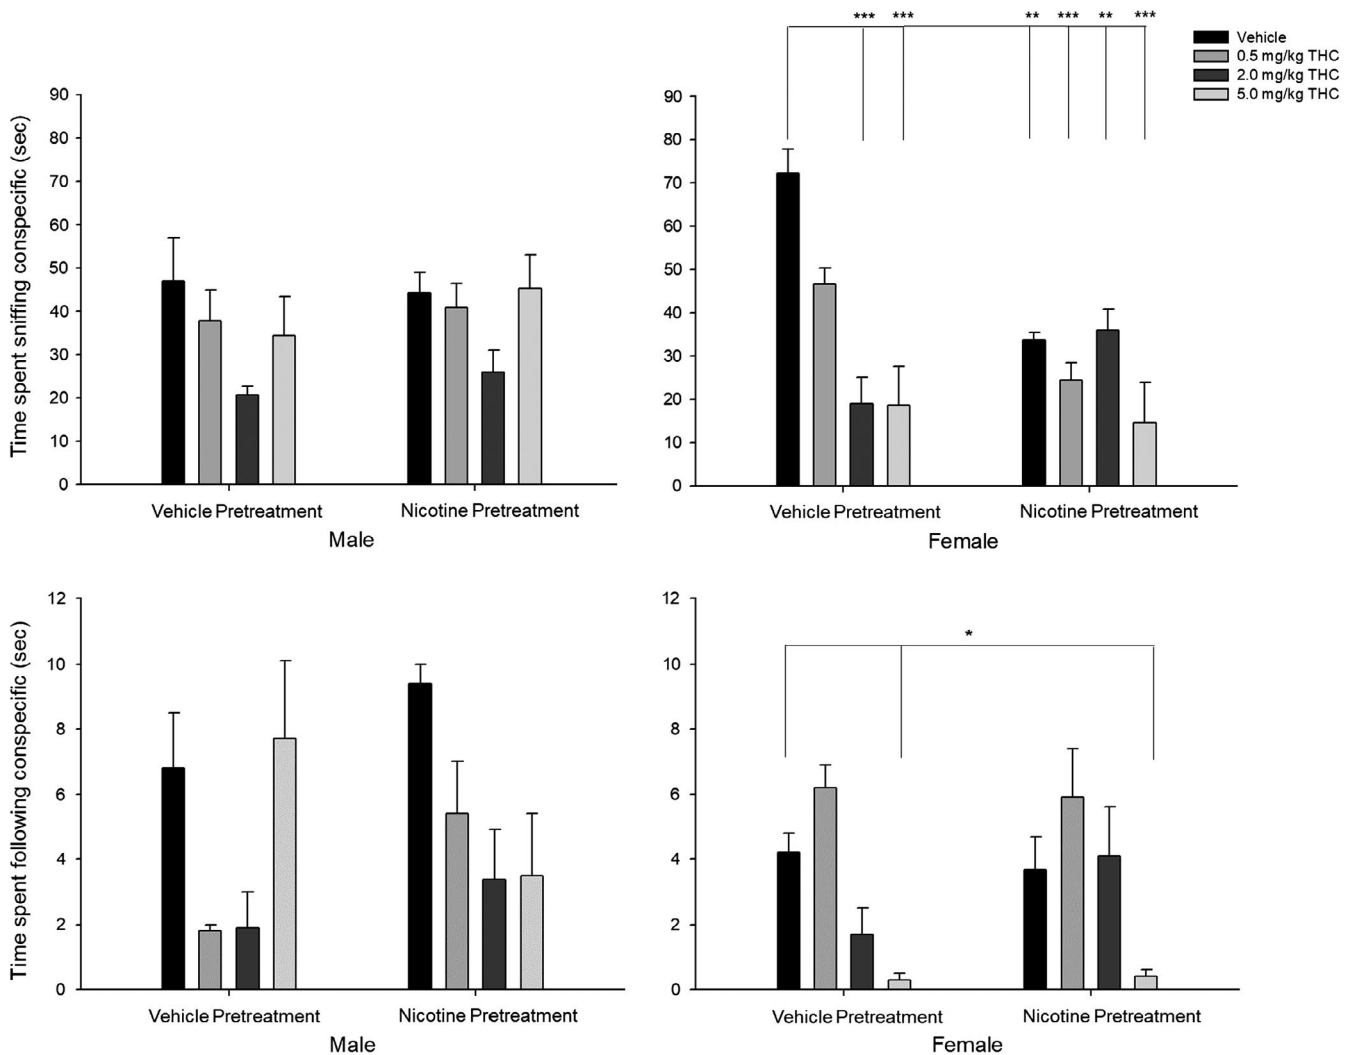 *** *** ** *** ** ***
Vehicle
0.5 mg/kg THC
2.0 mg/kg THC
5.0 mg/kg THC
Time spent sniffing conspecific (sec)
90
80
70
60
50
40
30
20
10
0
Vehicle Pretreatment Nicotine Pretreatment
Male
90
80
70
60
50
40
30
20
10
0
Vehicle Pretreatment Nicotine Pretreatment
Female
Time spent following conspecific (sec)
12
10
8
6
4
2
0
Vehicle Pretreatment Nicotine Pretreatment
Male
*
12
10
8
6
4
2
0
Vehicle Pretreatment Nicotine Pretreatment
Female